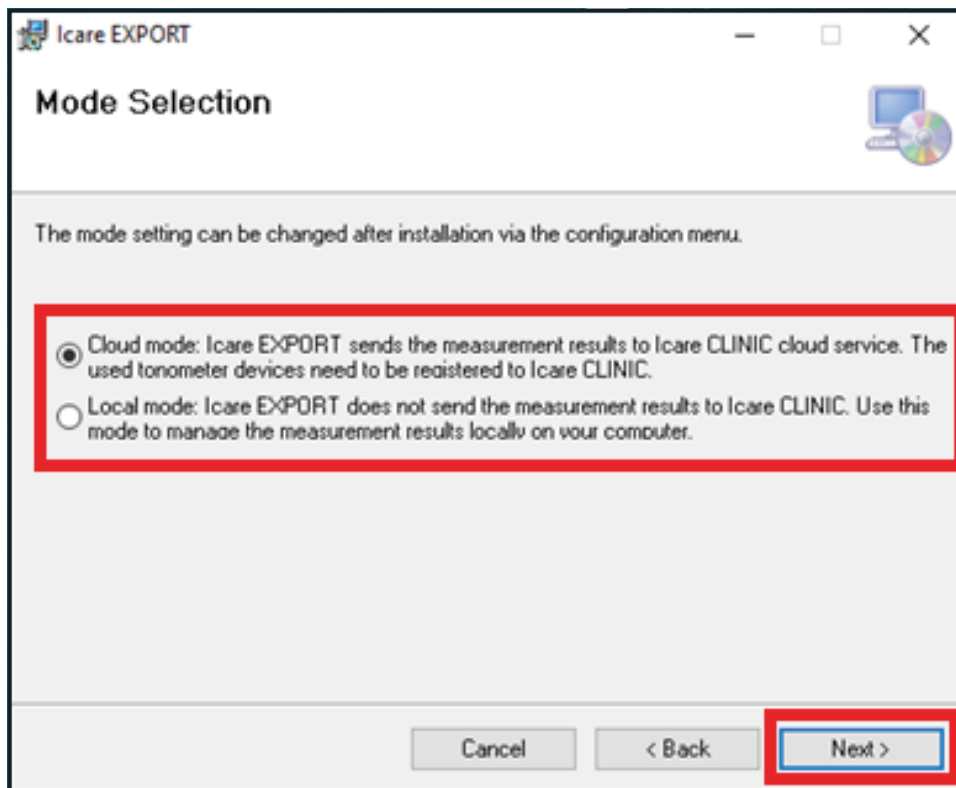 Icare EXPORT
Mode Selection
The mode setting can be changed after installation via the configuration menu.
Cloud mode: Icare EXPORT sends the measurement results to Icare CLINIC cloud service. The
used tonometer devices need to be registered to Icare CLINIC.
Local mode: Icare EXPORT does not send the measurement results to Icare CLINIC. Use this
mode to manage the measurement results locally on your computer.
Cancel
< Back
Next >